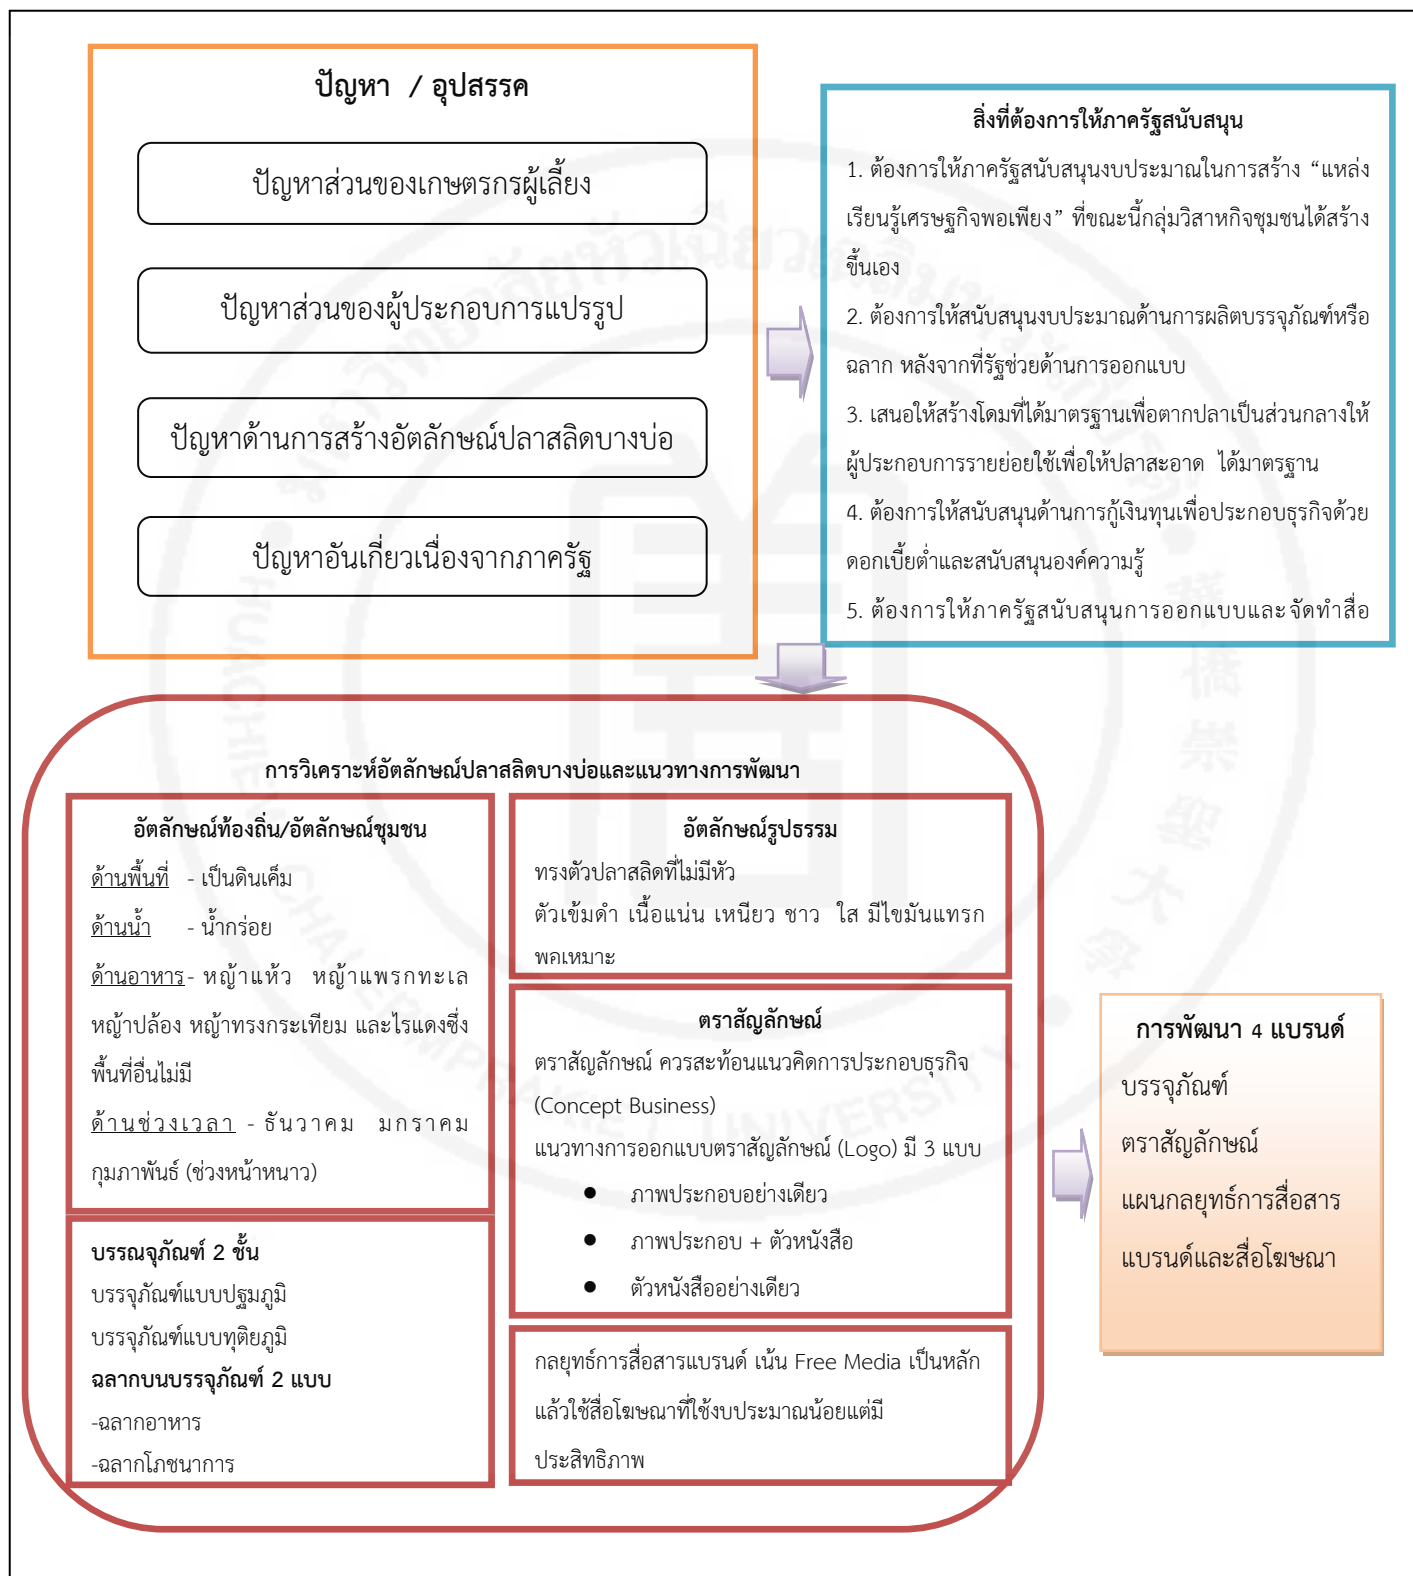 ปัญหา / อุปสรรค
ปัญหาส่วนของเกษตรกรผู้เลี้ยง
ปัญหาส่วนของผู้ประกอบการแปรรูป
ปัญหาด้านการสร้างอัตลักษณ์ปลาสลิดบางบ่อ
ปัญหาอันเกี่ยวเนื่องจากภาครัฐ
สิ่งที่ต้องการให้ภาครัฐสนับสนุน
1. ต้องการให้ภาครัฐสนับสนุนงบประมาณในการสร้าง “แหล่ง
เรียนรู้เศรษฐกิจพอเพียง” ที่ขณะนี้กลุ่มวิสาหกิจชุมชนได้สร้าง
ขึ้นเอง
2. ต้องการให้สนับสนุนงบประมาณด้านการผลิตบรรจุภัณฑ์หรือ
ฉลาก หลังจากที่รัฐช่วยด้านการออกแบบ
3. เสนอให้สร้างโดมที่ได้มาตรฐานเพื่อตากปลาเป็นส่วนกลางให้
ผู้ประกอบการรายย่อยใช้เพื่อให้ปลาสะอาด ได้มาตรฐาน
4. ต้องการให้สนับสนุนด้านการกู้เงินทุนเพื่อประกอบธุรกิจด้วย
ดอกเบี้ยต่ำและสนับสนุนองค์ความรู้
5. ต้องการให้ภาครัฐสนับสนุนการออกแบบและจัดทำสื่อ
การวิเคราะห์อัตลักษณ์ปลาสลิดบางบ่อและแนวทางการพัฒนา
อัตลักษณ์ท้องถิ่น/อัตลักษณ์ชุมชน
ด้านพื้นที่ - เป็นดินเค็ม
ด้านน้ำ - น้ำกร่อย
ด้านอาหาร- หญ้าแห้ว หญ้าแพรกทะเล
หญ้าปล้อง หญ้าทรงกระเทียม และไรแดงซึ่ง
พื้นที่อื่นไม่มี
ด้านช่วงเวลา - ธันวาคม มกราคม
กุมภาพันธ์ (ช่วงหน้าหนาว)
บรรณจุภัณฑ์ 2 ชั้น
บรรจุภัณฑ์แบบปฐมภูมิ
บรรจุภัณฑ์แบบทุติยภูมิ
ฉลากบนบรรจุภัณฑ์ 2 แบบ
-ฉลากอาหาร
-ฉลากโภชนาการ
อัตลักษณ์รูปธรรม
ทรงตัวปลาสลิดที่ไม่มีหัว
ตัวเข้มดำ เนื้อแน่น เหนียว ขาว ใส มีไขมันแทรก
พอเหมาะ
ตราสัญลักษณ์
ตราสัญลักษณ์ ควรสะท้อนแนวคิดการประกอบธุรกิจ
(Concept Business)
แนวทางการออกแบบตราสัญลักษณ์ (Logo) มี 3 แบบ
● ภาพประกอบอย่างเดียว
● ภาพประกอบ + ตัวหนังสือ
● ตัวหนังสืออย่างเดียว
กลยุทธ์การสื่อสารแบรนด์ เน้น Free Media เป็นหลัก
แล้วใช้สื่อโฆษณาที่ใช้งบประมาณน้อยแต่มี
ประสิทธิภาพ
การพัฒนา 4 แบรนด์
บรรจุภัณฑ์
ตราสัญลักษณ์
แผนกลยุทธ์การสื่อสาร
แบรนด์และสื่อโฆษณา
มหาวิทยาลัยหัวเฉียวเฉลิมพระเกียรติ
HUACHIEW CHALERMPRAKIET UNIVERSITY
華僑崇聖大學